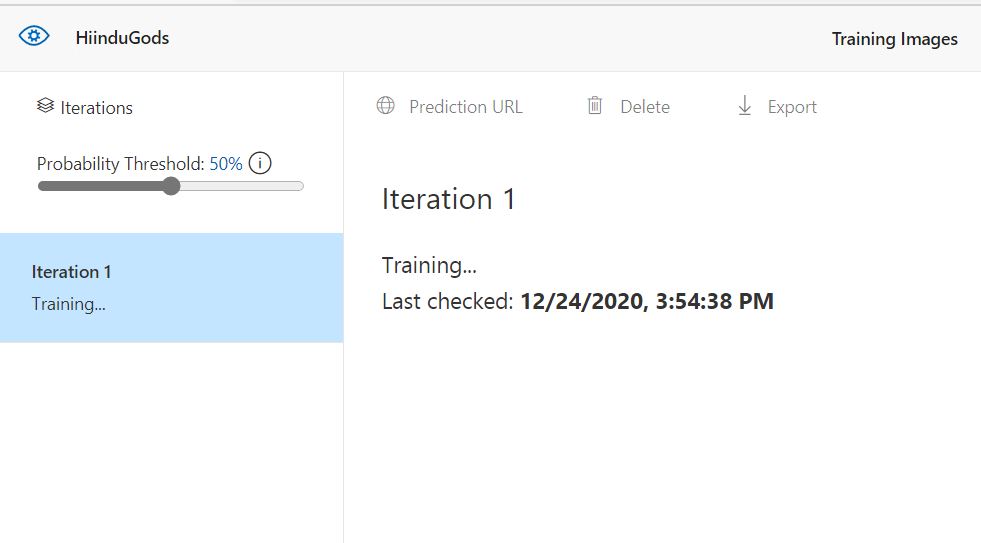 HiinduGods
Training Images
Iterations
Probability Threshold: 50% i
Iteration 1
Training...
Prediction URL
Delete
Export
Iteration 1
Training...
Last checked: 12/24/2020, 3:54:38 PM